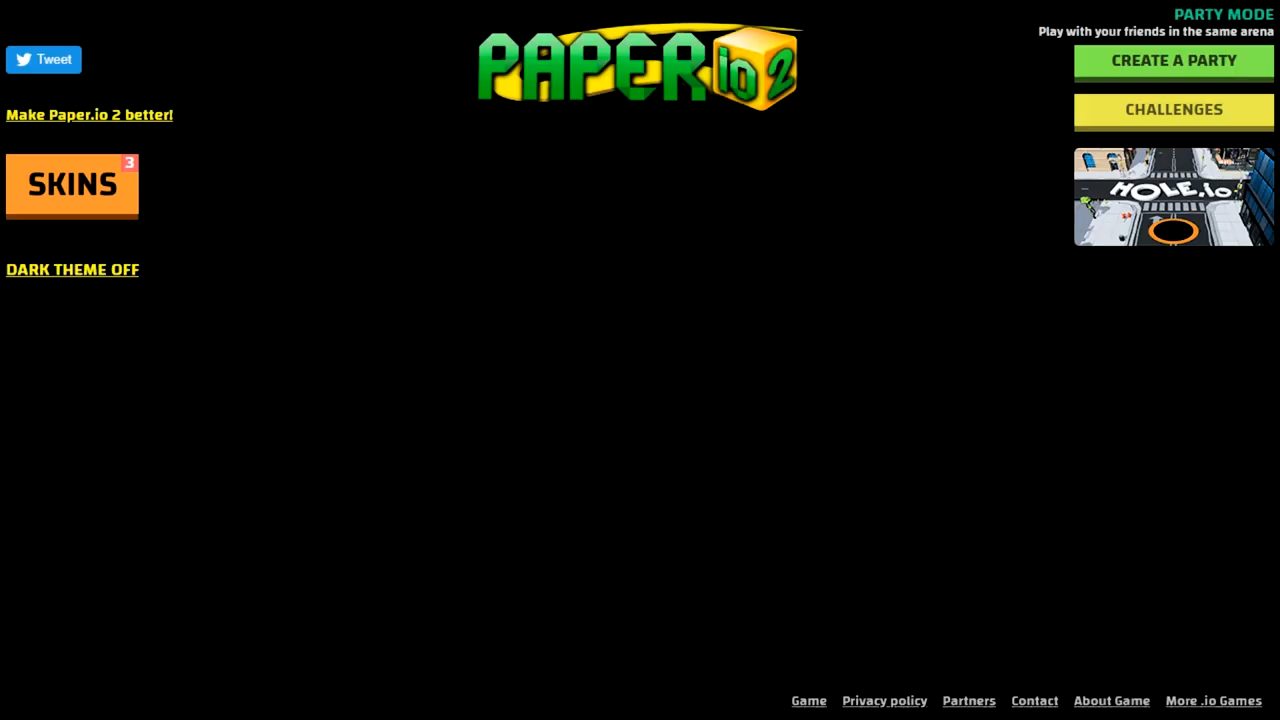 PARTY MODE
Play with your friends in the same arena
PAPER io 2
Tweet
CREATE A PARTY
Make Paper.io 2 better!
CHALLENGES
SKINS 3
HOLE.io
DARK THEME OFF
Game Privacy policy Partners Contact About Game More .io Games